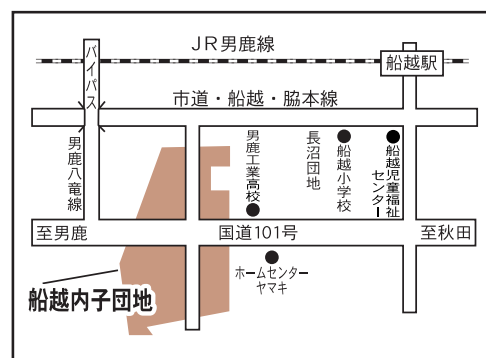 JR男鹿線
バイパス
船越駅
市道・船越・脇本線
男鹿八竜線
男鹿工業高校
長沼団地
船越小学校
船越児童福祉
センター
至男鹿
国道101号
至秋田
ホームセンター
ヤマキ
船越内子団地